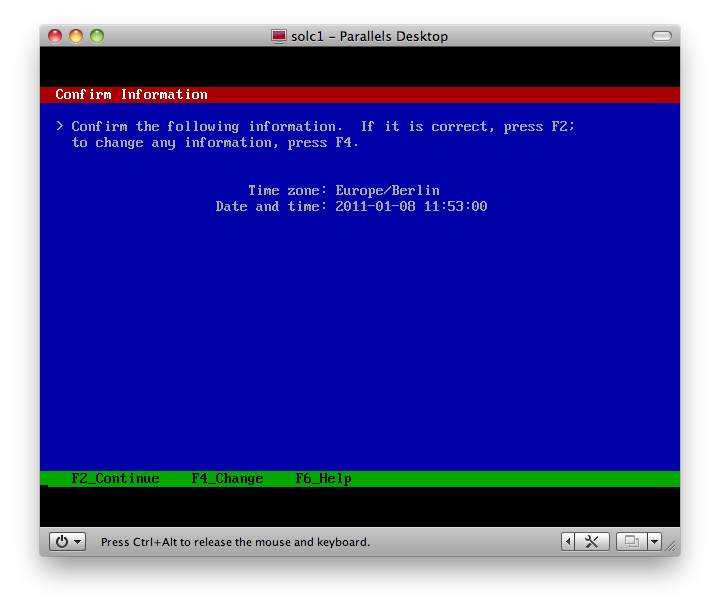 solc1 – Parallels Desktop
Confirm Information
> Confirm the following information. If it is correct, press F2;
to change any information, press F4.
Time zone: Europe/Berlin
Date and time: 2011-01-08 11:53:00
F2_Continue F4_Change F6_Help
Press Ctrl+Alt to release the mouse and keyboard.